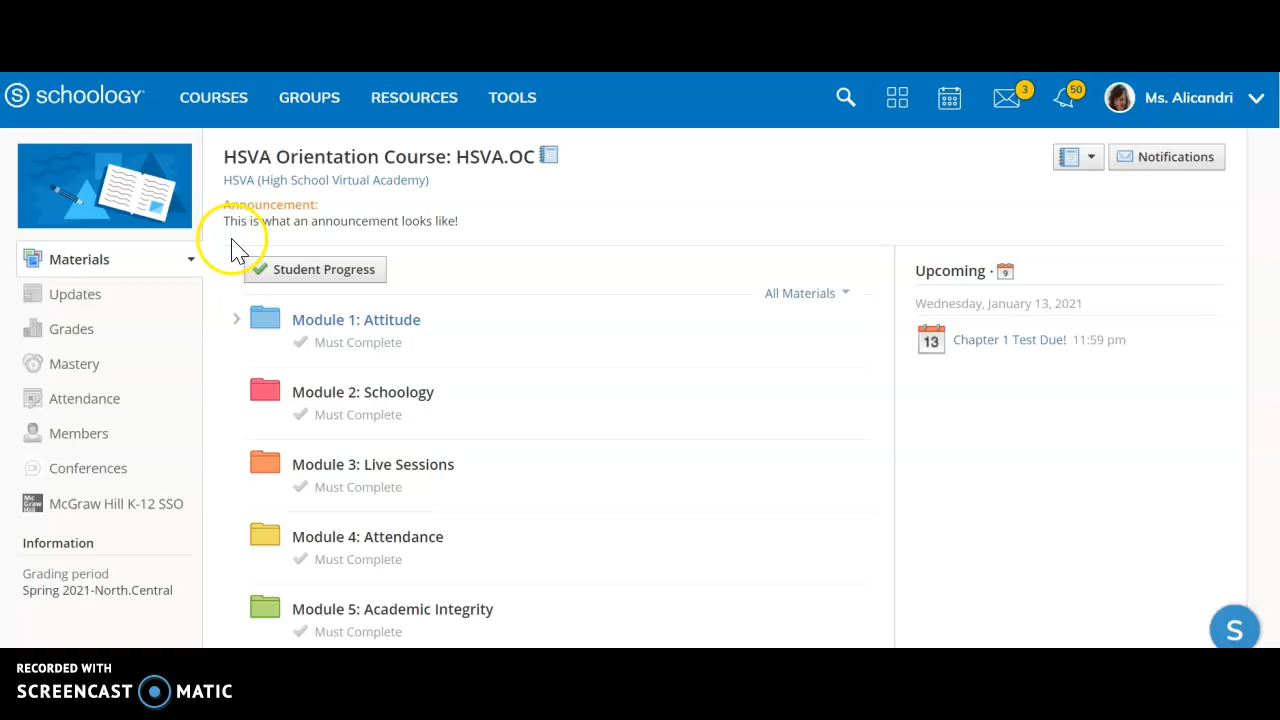 schoology
COURSES
GROUPS
RESOURCES
TOOLS
3
50
Ms. Alicandri
HSVA Orientation Course: HSVA.OC
HSVA (High School Virtual Academy)
Announcement:
This is what an announcement looks like!
Notifications
Materials
Updates
Grades
Mastery
Attendance
Members
Conferences
McGraw Hill K-12 SSO
Information
Grading period
Spring 2021-North.Central
Student Progress
All Materials
Module 1: Attitude
Must Complete
Module 2: Schoology
Must Complete
Module 3: Live Sessions
Must Complete
Module 4: Attendance
Must Complete
Module 5: Academic Integrity
Must Complete
Upcoming · 9
Wednesday, January 13, 2021
13 Chapter 1 Test Due! 11:59 pm
S
RECORDED WITH
SCREENCAST MATIC